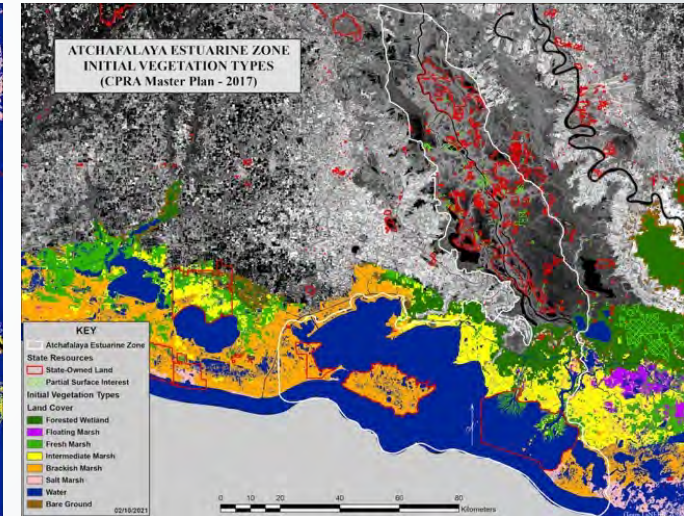 ATCHAFALAYA ESTUARINE ZONE
INITIAL VEGETATION TYPES
(CPRA Master Plan - 2017)
KEY
Atchafalaya Estuarine Zone
State Resources
State-Owned Land
Partial Surface Interest
Initial Vegetation Types
Land Cover
Forested Wetland
Floating Marsh
Fresh Marsh
Intermediate Marsh
Brackish Marsh
Salt Marsh
Water
Bare Ground
02/10/2021
0 10 20 40 60 80
Kilometers